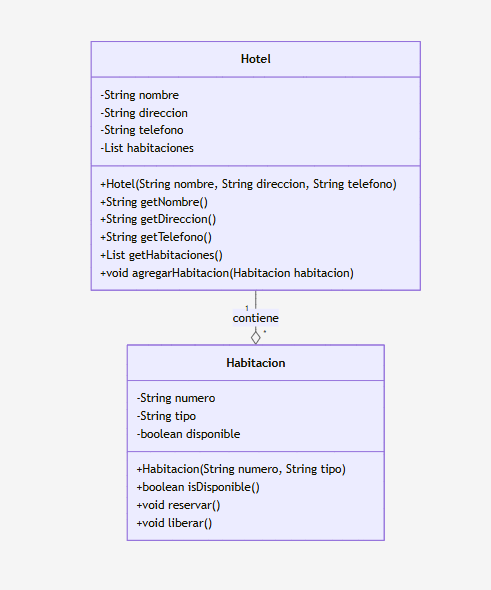 Hotel
-String nombre
-String direccion
-String telefono
-List habitaciones
+Hotel(String nombre, String direccion, String telefono)
+String getNombre()
+String getDireccion()
+String getTelefono()
+List getHabitaciones()
+void agregarHabitacion(Habitacion habitacion)
1
contiene
*
Habitacion
-String numero
-String tipo
-boolean disponible
+Habitacion(String numero, String tipo)
+boolean isDisponible()
+void reservar()
+void liberar()